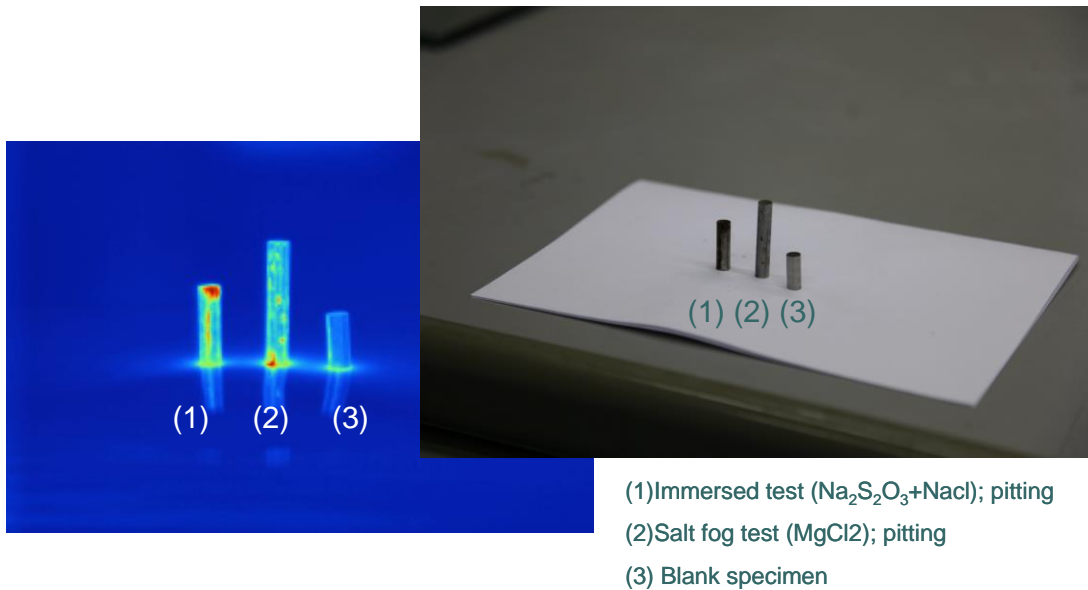 (1) (2) (3)
(1) (2) (3)
(1)Immersed test (Na₂S₂O₃+Nacl); pitting
(2)Salt fog test (MgCl2); pitting
(3) Blank specimen